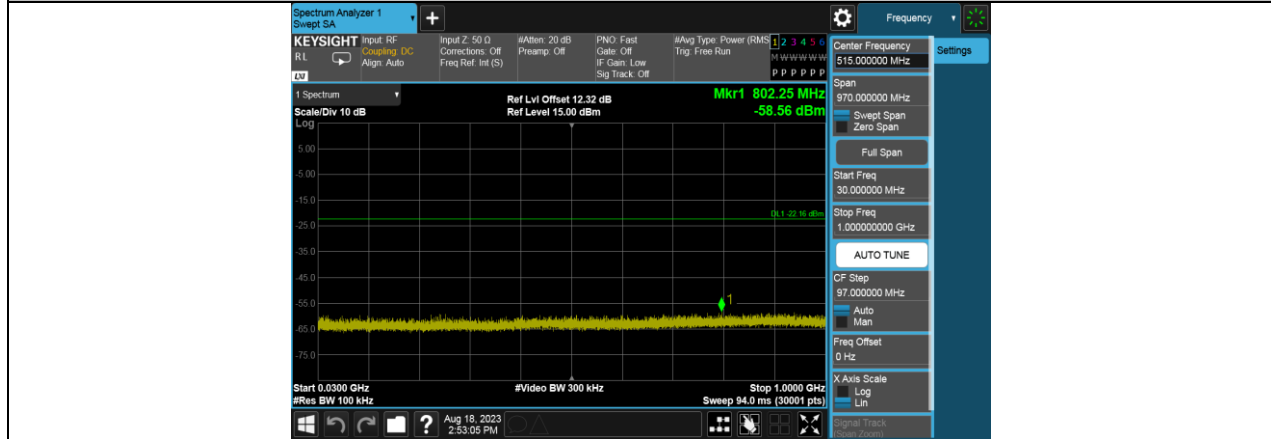 Spectrum Analyzer 1
Swept SA
+
Frequency
KEYSIGHT
RL
LXI
Input: RF
Coupling: DC
Align: Auto
Input Z: 50 Ω
Corrections: Off
Freq Ref: Int (S)
#Atten: 20 dB
Preamp: Off
PNO: Fast
Gate: Off
IF Gain: Low
Sig Track: Off
#Avg Type: Power (RMS
Trig: Free Run
1 2 3 4 5 6
M W W W W W
P P P P P P
1 Spectrum
Scale/Div 10 dB
Log
Ref Lvl Offset 12.32 dB
Ref Level 15.00 dBm
Mkr1 802.25 MHz
-58.56 dBm
5.00
-5.00
-15.0
DL1 -22.16 dBm
-25.0
-35.0
-45.0
-55.0
1
-65.0
-75.0
Start 0.0300 GHz
#Res BW 100 kHz
#Video BW 300 kHz
Stop 1.0000 GHz
Sweep 94.0 ms (30001 pts)
?
Aug 18, 2023
2:53:05 PM
Center Frequency
515.000000 MHz
Settings
Span
970.000000 MHz
Swept Span
Zero Span
Full Span
Start Freq
30.000000 MHz
Stop Freq
1.000000000 GHz
AUTO TUNE
CF Step
97.000000 MHz
Auto
Man
Freq Offset
0 Hz
X Axis Scale
Log
Lin
Signal Track
(Span Zoom)